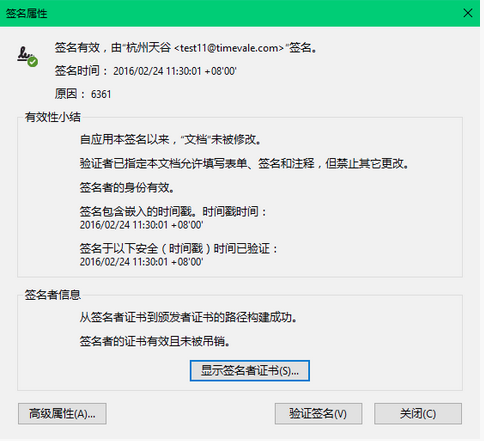 签名属性
签名有效，由“杭州天谷 <test11@timevale.com>”签名。
签名时间： 2016/02/24 11:30:01 +08'00'
原因： 6361
有效性小结
自应用本签名以来，“文档”未被修改。
验证者已指定本文档允许填写表单、签名和注释，但禁止其它更改。
签名者的身份有效。
签名包含嵌入的时间戳。时间戳时间：
2016/02/24 11:30:01 +08'00'
签名于以下安全（时间戳）时间已验证：
2016/02/24 11:30:01 +08'00'
签名者信息
从签名者证书到颁发者证书的路径构建成功。
签名者的证书有效且未被吊销。
显示签名者证书(S)...
高级属性(A)... 验证签名(V) 关闭(C)